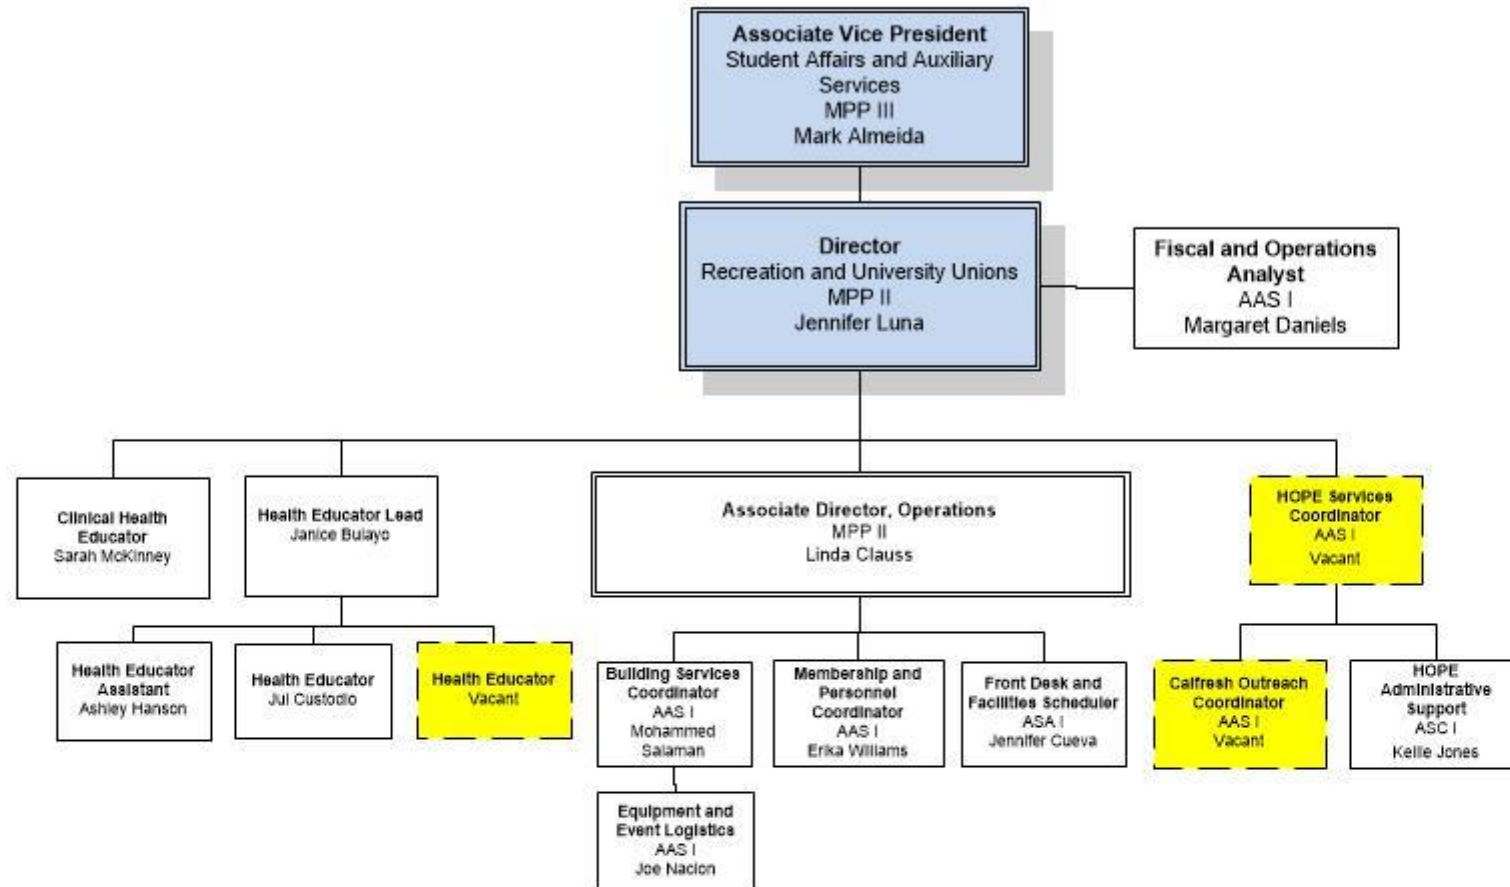 Associate Vice President
Student Affairs and Auxiliary
Services
MPP III
Mark Almeida
Director
Recreation and University Unions
MPP II
Jennifer Luna
Fiscal and Operations
Analyst
AAS I
Margaret Daniels
Clinical Health
Educator
Sarah McKinney
Health Educator Lead
Janice Bulayo
Associate Director, Operations
MPP II
Linda Clauss
HOPE Services
Coordinator
AAS I
Vacant
Health Educator
Assistant
Ashley Hanson
Health Educator
Jul Custodio
Health Educator
Vacant
Building Services
Coordinator
AAS I
Mohammed
Salaman
Membership and
Personnel
Coordinator
AAS I
Erika Williams
Front Desk and
Facilities Scheduler
ASA I
Jennifer Cueva
Calfresh Outreach
Coordinator
AAS I
Vacant
HOPE
Administrative
Support
ASC I
Kellie Jones
Equipment and
Event Logistics
AAS I
Joe Nacion